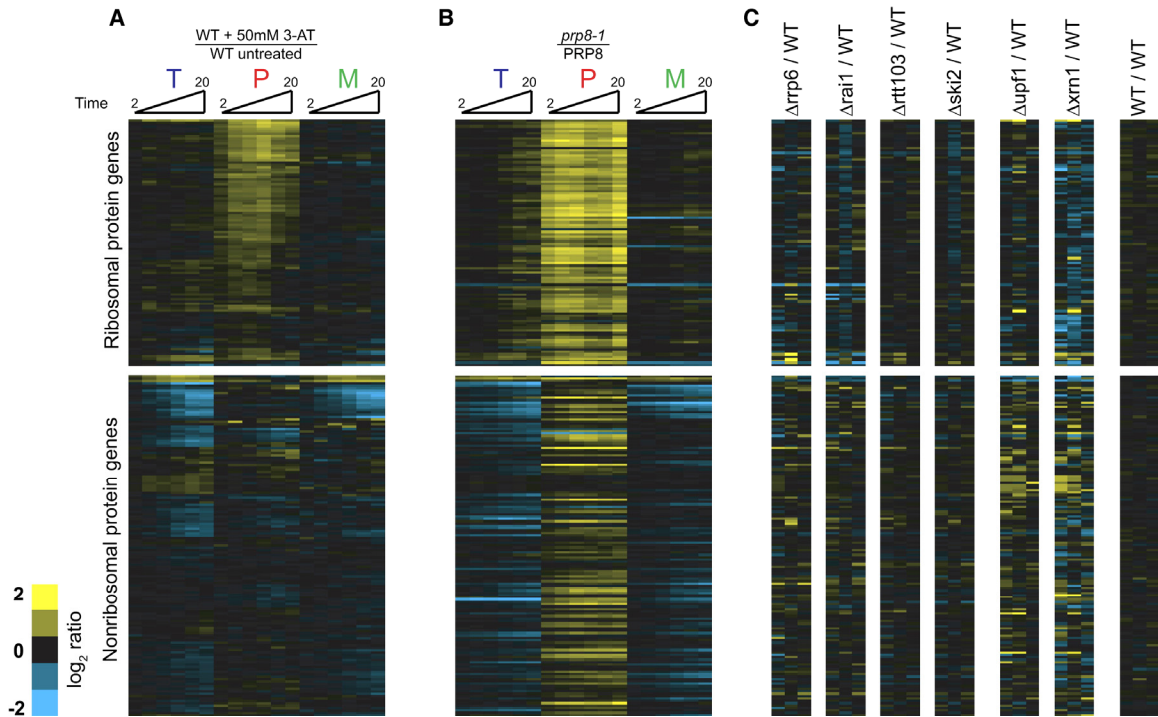 A
WT + 50mM 3-AT
WT untreated
T P M
Time
2 20 2 20 2 20
Ribosomal protein genes
Nonribosomal protein genes
2
0
-2
log2 ratio
B
prp8-1
PRP8
T P M
2 20 2 20 2 20
C
Δrrp6 / WT
Δrai1 / WT
Δrtt103 / WT
Δski2 / WT
Δupf1 / WT
Δxrn1 / WT
WT / WT